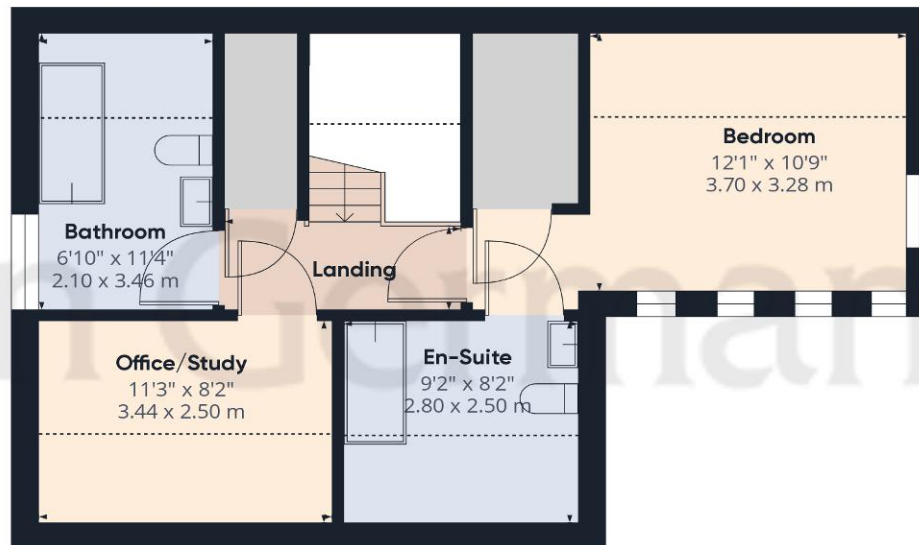 Bathroom
6'10" x 11'4"
2.10 x 3.46 m
Landing
Bedroom
12'1" x 10'9"
3.70 x 3.28 m
Office/Study
11'3" x 8'2"
3.44 x 2.50 m
En-Suite
9'2" x 8'2"
2.80 x 2.50 m